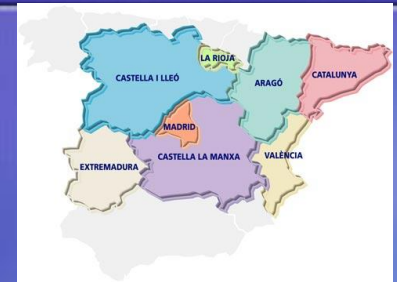 LA RIOJA
CASTELLA I LLEÓ
ARAGÓ
CATALUNYA
MADRID
EXTREMADURA
CASTELLA LA MANXA
VALÈNCIA